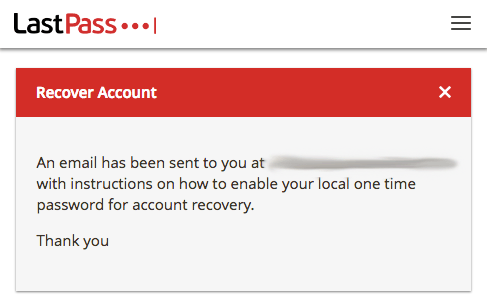 LastPass
Recover Account
An email has been sent to you at
with instructions on how to enable your local one time
password for account recovery.
Thank you